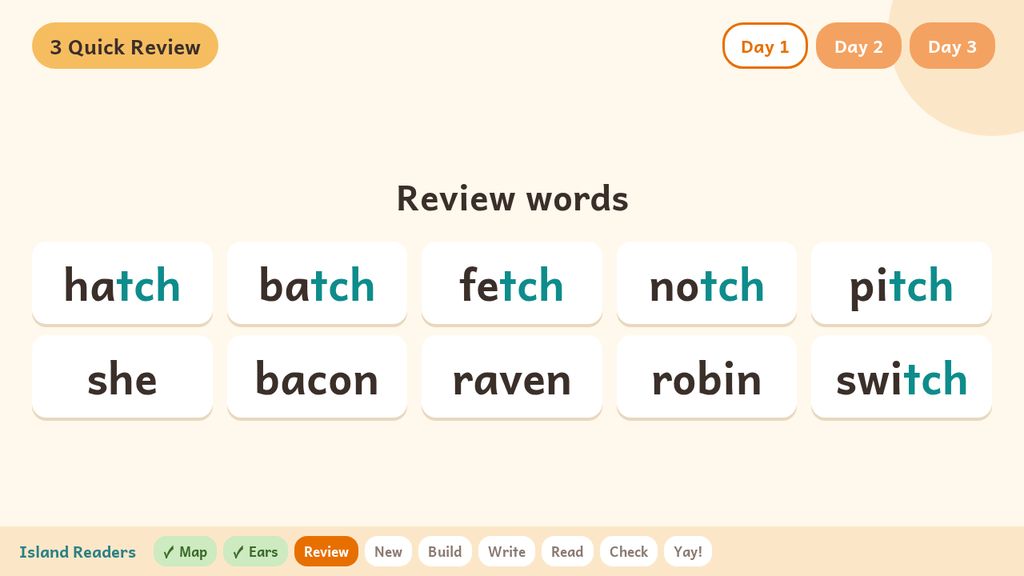 3 Quick Review
Day 1 Day 2 Day 3
Review words
hatch batch fetch notch pitch
she bacon raven robin switch
Island Readers ✓ Map ✓ Ears Review New Build Write Read Check Yay!